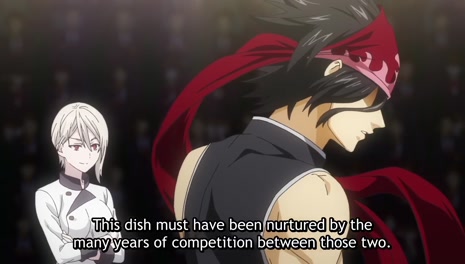 This dish must have been nurtured by the
many years of competition between those two.